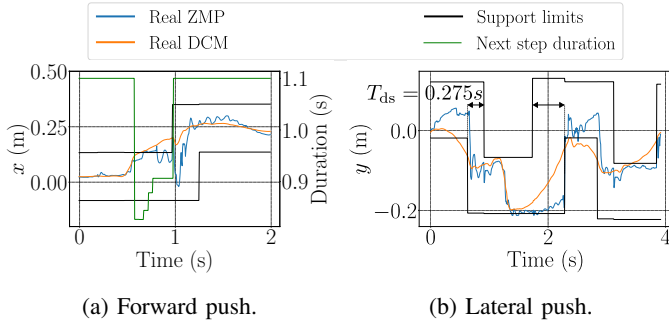 Real ZMP
Support limits
Real DCM
Next step duration
0.50
0.25
0.00
x (m)
0 1 2
Time (s)
1.1
1.0
0.9
Duration (s)
T_ds = 0.275s
0.0
−0.2
y (m)
0 2 4
Time (s)
(a) Forward push.
(b) Lateral push.